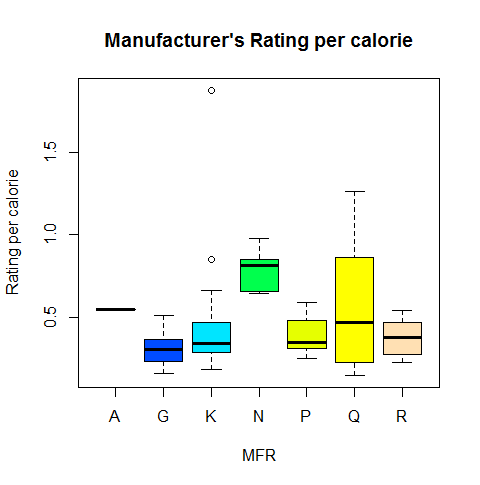 Manufacturer's Rating per calorie
Rating per calorie
1.5
1.0
0.5
A G K N P Q R
MFR